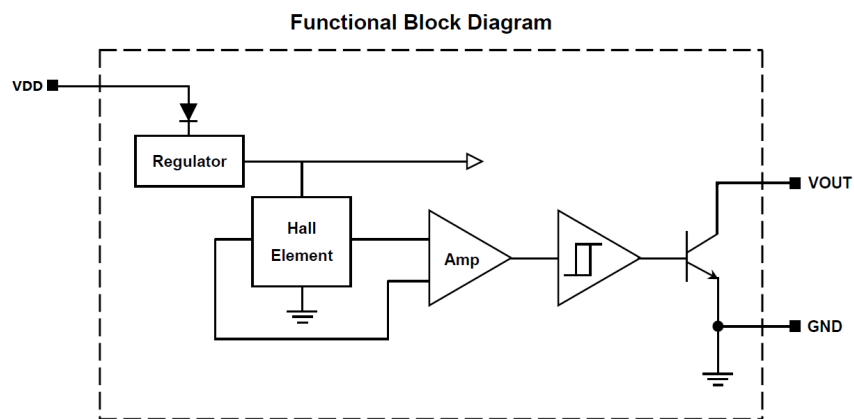 Functional Block Diagram
VDD
Regulator
VOUT
Hall
Element
Amp
GND